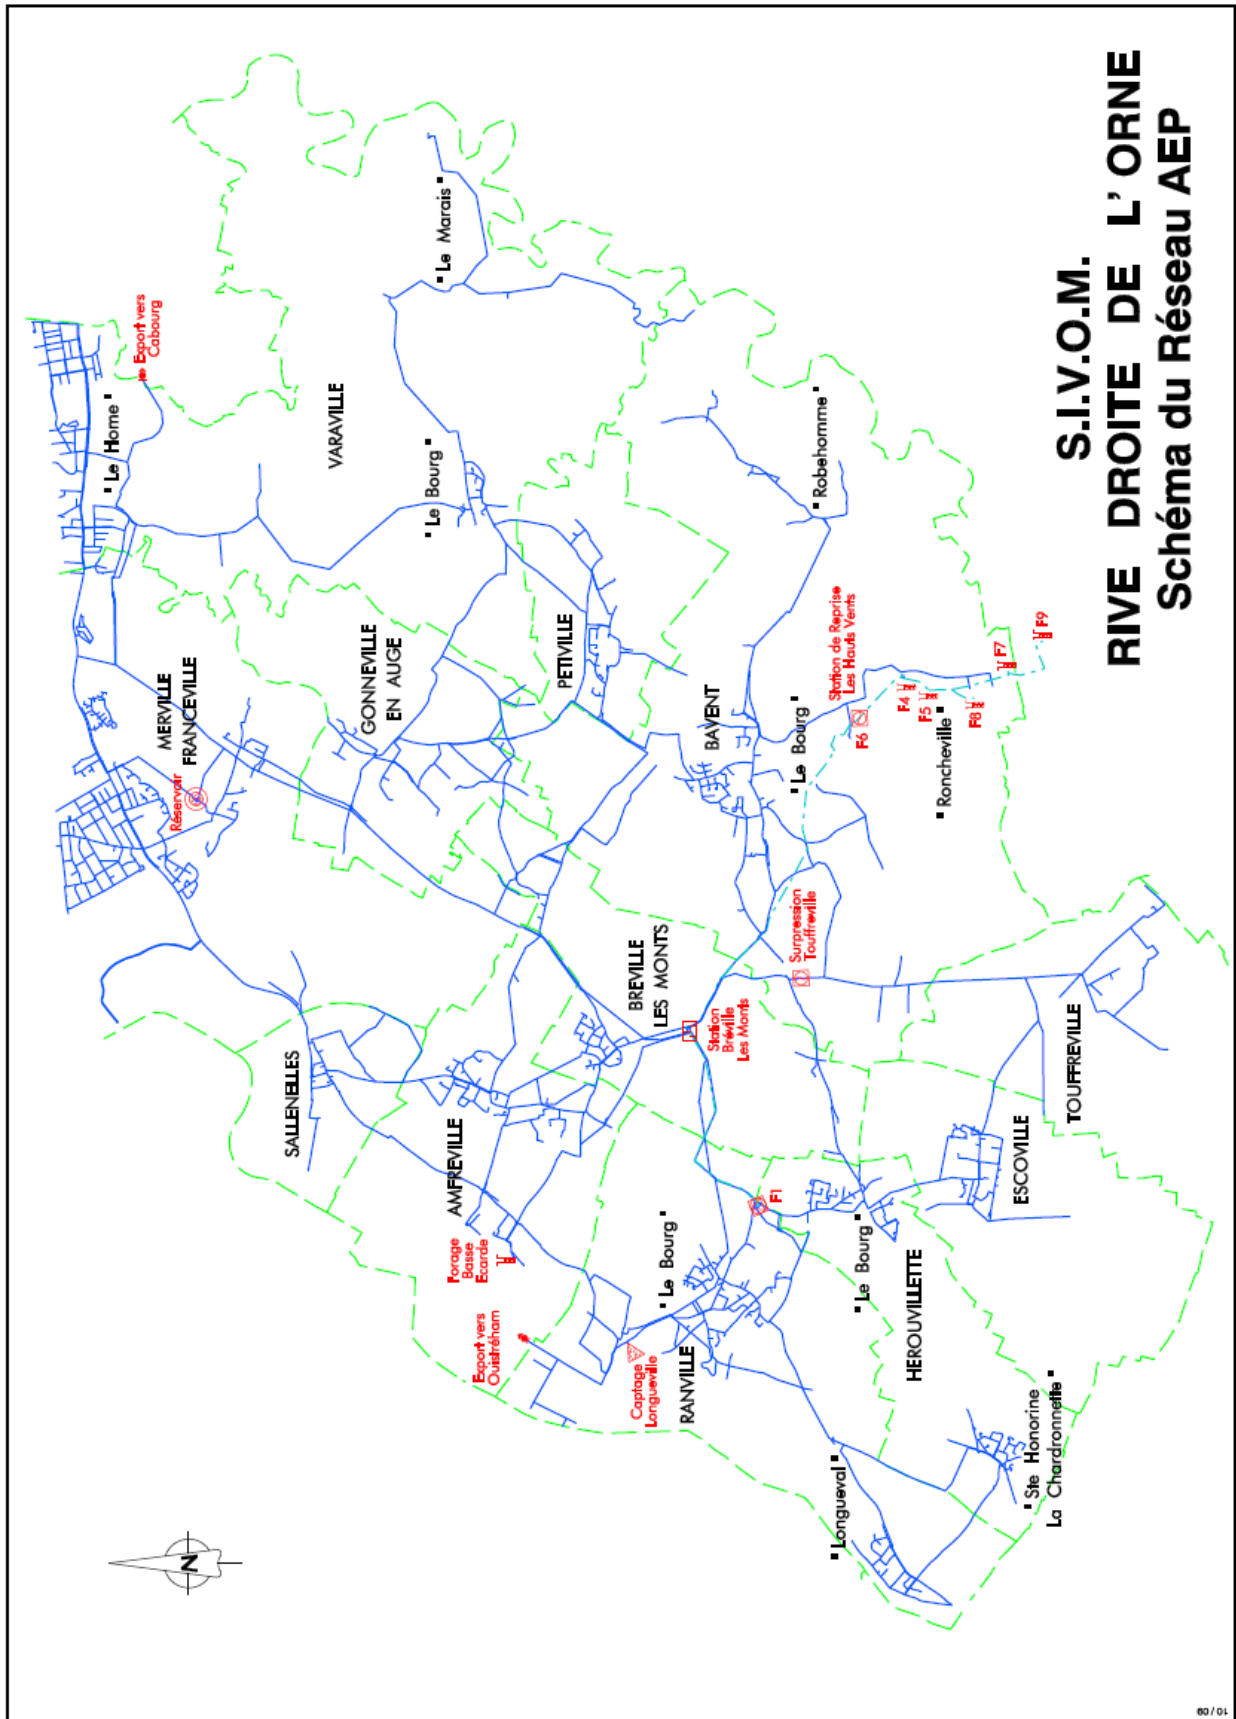 S.I.V.O.M.
RIVE DROITE DE L' ORNE
Schéma du Réseau AEP
Export vers
Cabourg
"Le Home"
VARAVILLE
"Le Marais"
"Le Bourg"
MERVILLE
FRANCEVILLE
Réservoir
GONNEVILLE
EN AUGE
PETIVILLE
"Robehomme"
BAVENT
"Le Bourg"
Station de Reprise
Les Hauts Vents
F6
F4
F5
F7
F8
F9
"Roncheville"
SALLENELLES
BREVILLE
LES MONTS
Station
Bréville
Les Monts
Surpression
Touffreville
TOUFFREVILLE
AMFREVILLE
Forage
Basse
Ecarde
Export vers
Ouistréham
Captage
Longueville
RANVILLE
"Le Bourg"
F1
"Le Bourg"
HEROUVILLETTE
ESCOVILLE
"Longueval"
"Ste Honorine
La Chardronnette"
N
10 / 09